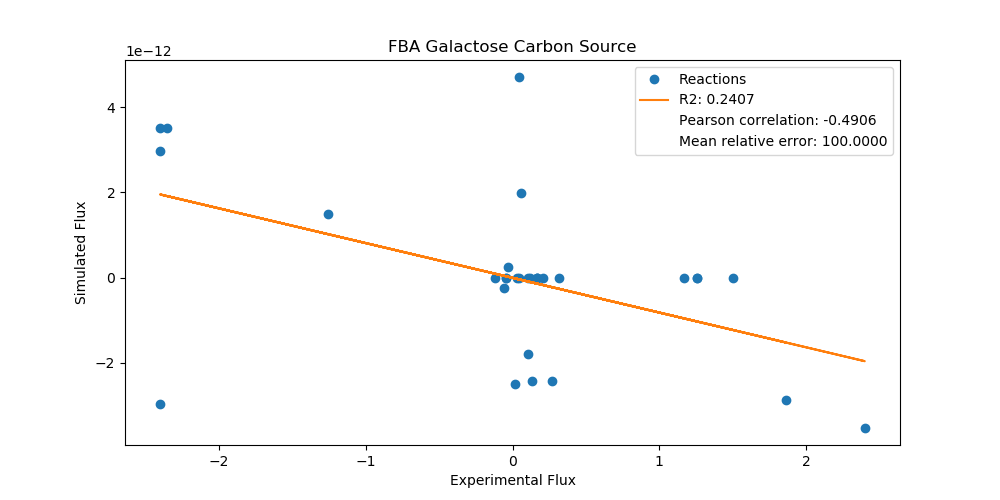 FBA Galactose Carbon Source
1e−12
Reactions
R2: 0.2407
Pearson correlation: -0.4906
Mean relative error: 100.0000
4
2
0
−2
Simulated Flux
−2
−1
0
1
2
Experimental Flux